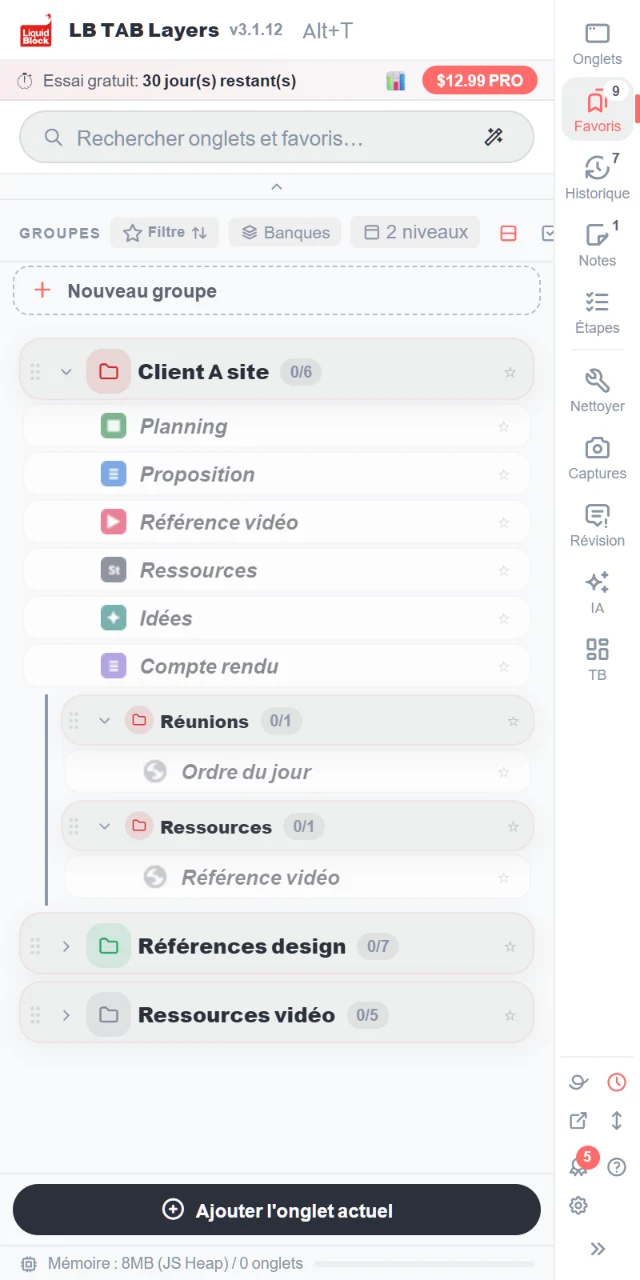 Liquid Block LB TAB Layers v3.1.12 Alt+T
Essai gratuit: 30 jour(s) restant(s) $12.99 PRO
Rechercher onglets et favoris…
GROUPES Filtre Banques 2 niveaux
Nouveau groupe
Client A site 0/6
Planning
Proposition
Référence vidéo
St Ressources
Idées
Compte rendu
Réunions 0/1
Ordre du jour
Ressources 0/1
Référence vidéo
Références design 0/7
Ressources vidéo 0/5
Ajouter l'onglet actuel
Mémoire : 8MB (JS Heap) / 0 onglets
Onglets
9
Favoris
7
Historique
1
Notes
Étapes
Nettoyer
Captures
Révision
IA
TB
5